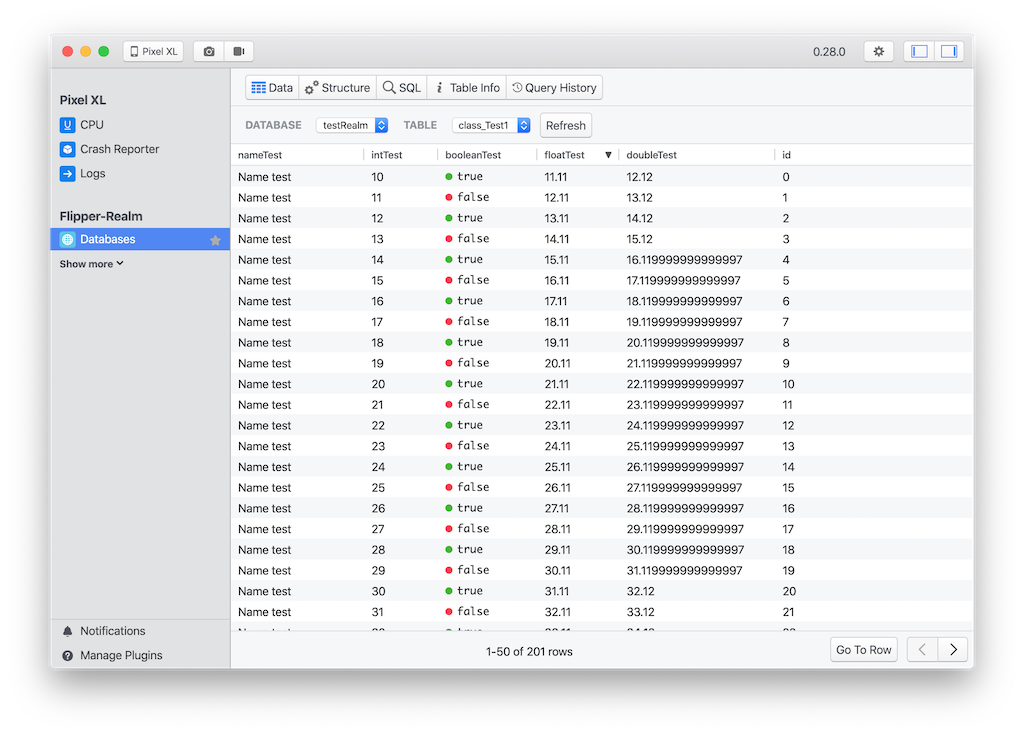 Pixel XL 0.28.0
Pixel XL
CPU
Crash Reporter
Logs
Flipper-Realm
Databases
Show more
Notifications
Manage Plugins
Data Structure SQL Table Info Query History
DATABASE testRealm TABLE class_Test1 Refresh
nameTest intTest booleanTest floatTest ▼ doubleTest id
Name test 10 true 11.11 12.12 0
Name test 11 false 12.11 13.12 1
Name test 12 true 13.11 14.12 2
Name test 13 false 14.11 15.12 3
Name test 14 true 15.11 16.119999999999997 4
Name test 15 false 16.11 17.119999999999997 5
Name test 16 true 17.11 18.119999999999997 6
Name test 17 false 18.11 19.119999999999997 7
Name test 18 true 19.11 20.119999999999997 8
Name test 19 false 20.11 21.119999999999997 9
Name test 20 true 21.11 22.119999999999997 10
Name test 21 false 22.11 23.119999999999997 11
Name test 22 true 23.11 24.119999999999997 12
Name test 23 false 24.11 25.119999999999997 13
Name test 24 true 25.11 26.119999999999997 14
Name test 25 false 26.11 27.119999999999997 15
Name test 26 true 27.11 28.119999999999997 16
Name test 27 false 28.11 29.119999999999997 17
Name test 28 true 29.11 30.119999999999997 18
Name test 29 false 30.11 31.119999999999997 19
Name test 30 true 31.11 32.12 20
Name test 31 false 32.11 33.12 21
1-50 of 201 rows Go To Row